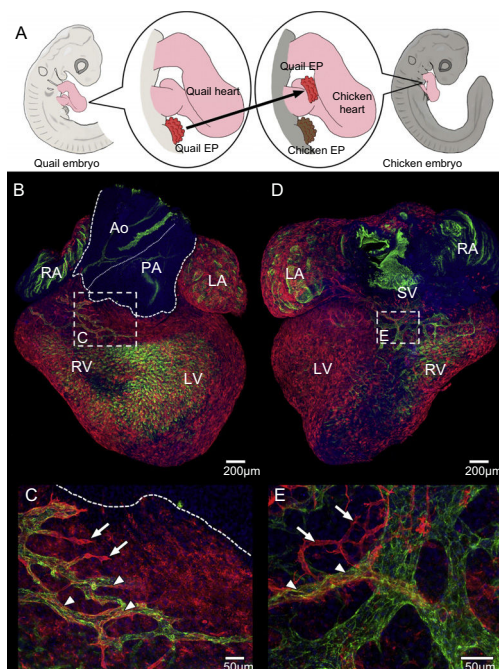 A
Quail EP
Quail heart
Chicken
heart
Quail EP
Chicken EP
Quail embryo
Chicken embryo
B
Ao
RA
PA
LA
C
RV
LV
200µm
D
RA
LA
SV
E
LV
RV
200µm
C
50µm
E
50µm